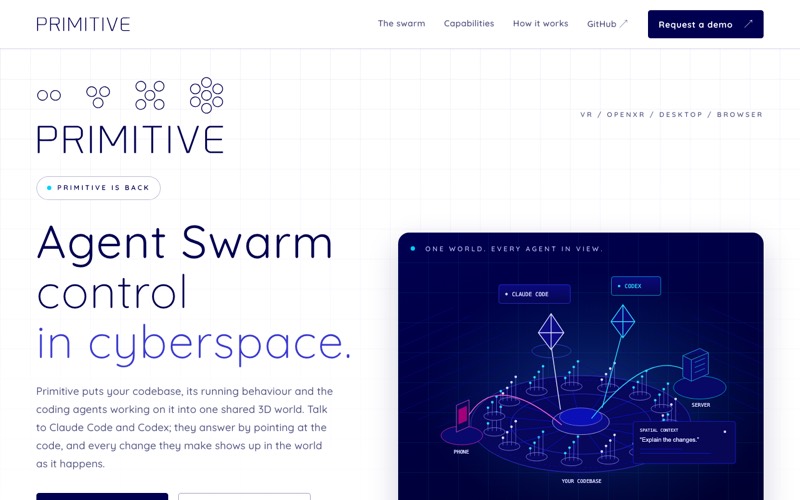 PRIMITIVE
The swarm
Capabilities
How it works
GitHub ↗
Request a demo ↗
PRIMITIVE
VR / OPENXR / DESKTOP / BROWSER
PRIMITIVE IS BACK
Agent Swarm
control
in cyberspace.
Primitive puts your codebase, its running behaviour and the
coding agents working on it into one shared 3D world. Talk
to Claude Code and Codex; they answer by pointing at the
code, and every change they make shows up in the world
as it happens.
ONE WORLD. EVERY AGENT IN VIEW.
CLAUDE CODE
CODEX
SERVER
PHONE
SPATIAL CONTEXT
"Explain the changes."
YOUR CODEBASE